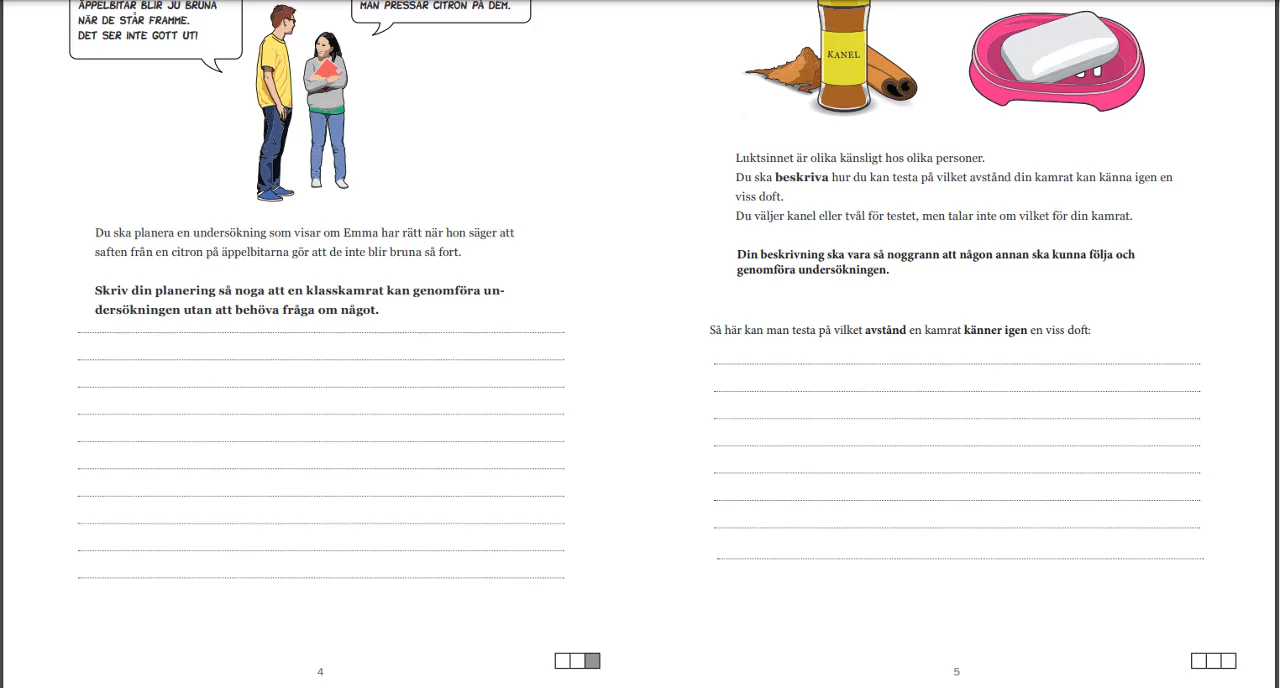 ÄPPELBITAR BLIR JU BRUNA
NÄR DE STÅR FRAMME.
DET SER INTE GOTT UT!
MAN PRESSAR CITRON PÅ DEM.
Du ska planera en undersökning som visar om Emma har rätt när hon säger att
saften från en citron på äppelbitarna gör att de inte blir bruna så fort.
Skriv din planering så noga att en klasskamrat kan genomföra un-
dersökningen utan att behöva fråga om något.
4
KANEL
Luktsinnet är olika känsligt hos olika personer.
Du ska beskriva hur du kan testa på vilket avstånd din kamrat kan känna igen en
viss doft.
Du väljer kanel eller tvål för testet, men talar inte om vilket för din kamrat.
Din beskrivning ska vara så noggrann att någon annan ska kunna följa och
genomföra undersökningen.
Så här kan man testa på vilket avstånd en kamrat känner igen en viss doft:
5